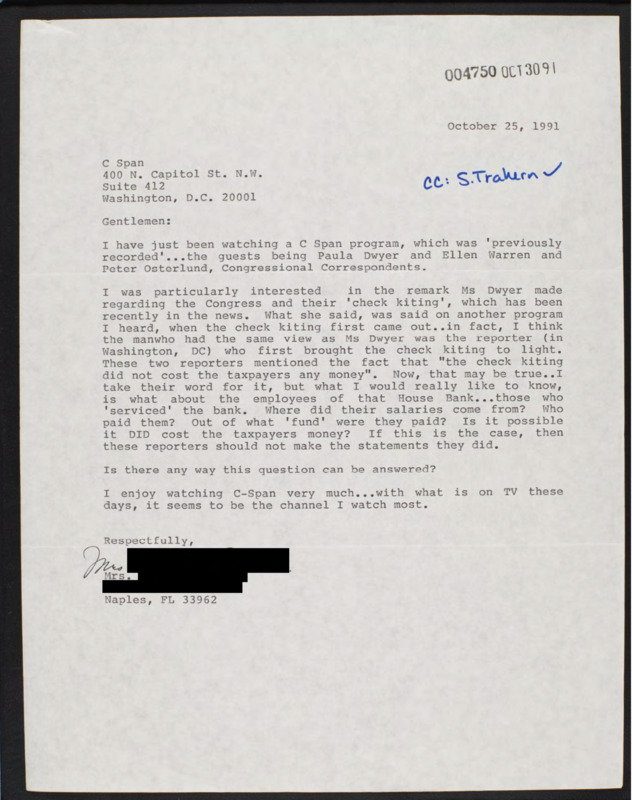 004750 OCT 30 91
October 25, 1991
C Span
400 N. Capitol St. N.W.
Suite 412
Washington, D.C. 20001
cc: S. Trahern ✓
Gentlemen:
I have just been watching a C Span program, which was 'previously
recorded'...the guests being Paula Dwyer and Ellen Warren and
Peter Osterlund, Congressional Correspondents.
I was particularly interested in the remark Ms Dwyer made
regarding the Congress and their 'check kiting', which has been
recently in the news. What she said, was said on another program
I heard, when the check kiting first came out..in fact, I think
the manwho had the same view as Ms Dwyer was the reporter (in
Washington, DC) who first brought the check kiting to light.
These two reporters mentioned the fact that "the check kiting
did not cost the taxpayers any money". Now, that may be true..I
take their word for it, but what I would really like to know,
is what about the employees of that House Bank...those who
'serviced' the bank. Where did their salaries come from? Who
paid them? Out of what 'fund' were they paid? Is it possible
it DID cost the taxpayers money? If this is the case, then
these reporters should not make the statements they did.
Is there any way this question can be answered?
I enjoy watching C-Span very much...with what is on TV these
days, it seems to be the channel I watch most.
Respectfully,
Mrs
Mrs.
Naples, FL 33962